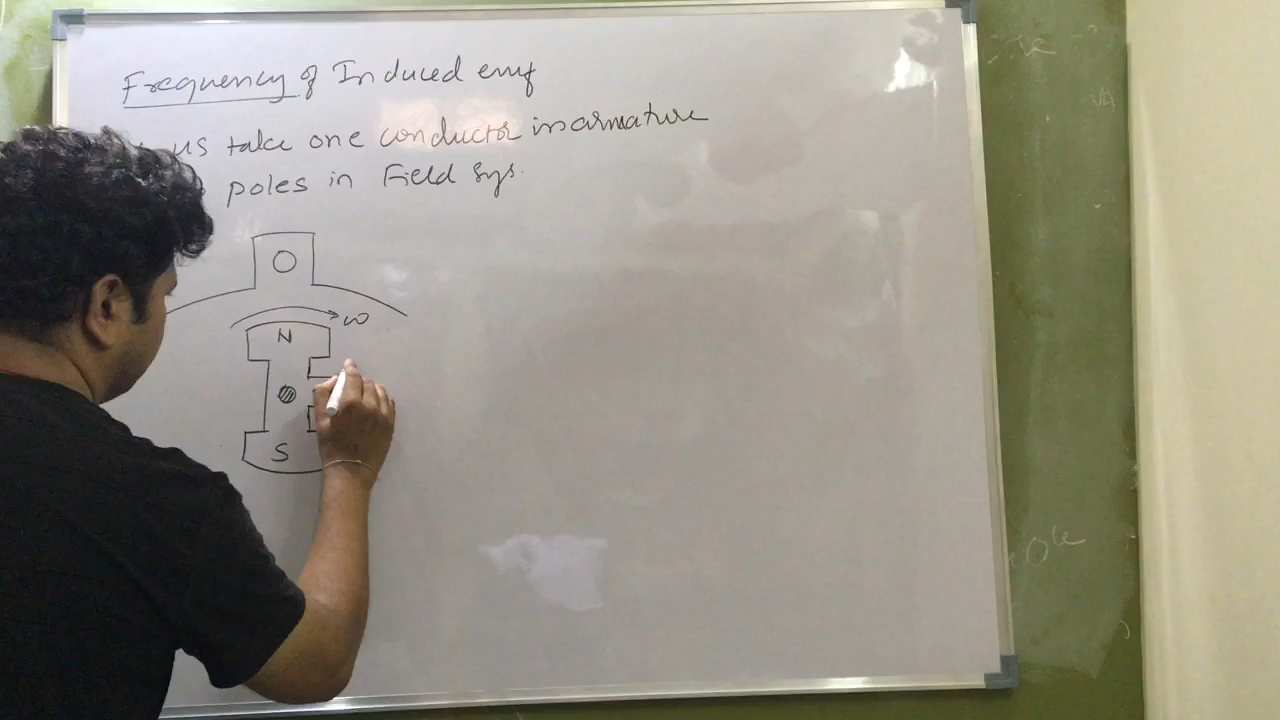 Frequency of Induced emf
us take one conductor in armature
poles in Field Sys.
ω
N
S